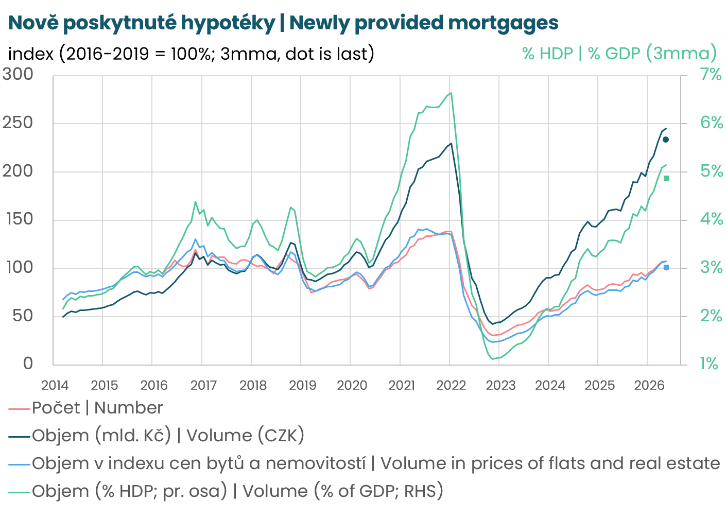 Nově poskytnuté hypotéky | Newly provided mortgages
index (2016-2019 = 100%; 3mma, dot is last)
% HDP | % GDP (3mma)
300
7%
250
6%
200
5%
150
4%
100
3%
50
2%
0
1%
2014 2015 2016 2017 2018 2019 2020 2021 2022 2023 2024 2025 2026
Počet | Number
Objem (mld. Kč) | Volume (CZK)
Objem v indexu cen bytů a nemovitostí | Volume in prices of flats and real estate
Objem (% HDP; pr. osa) | Volume (% of GDP; RHS)